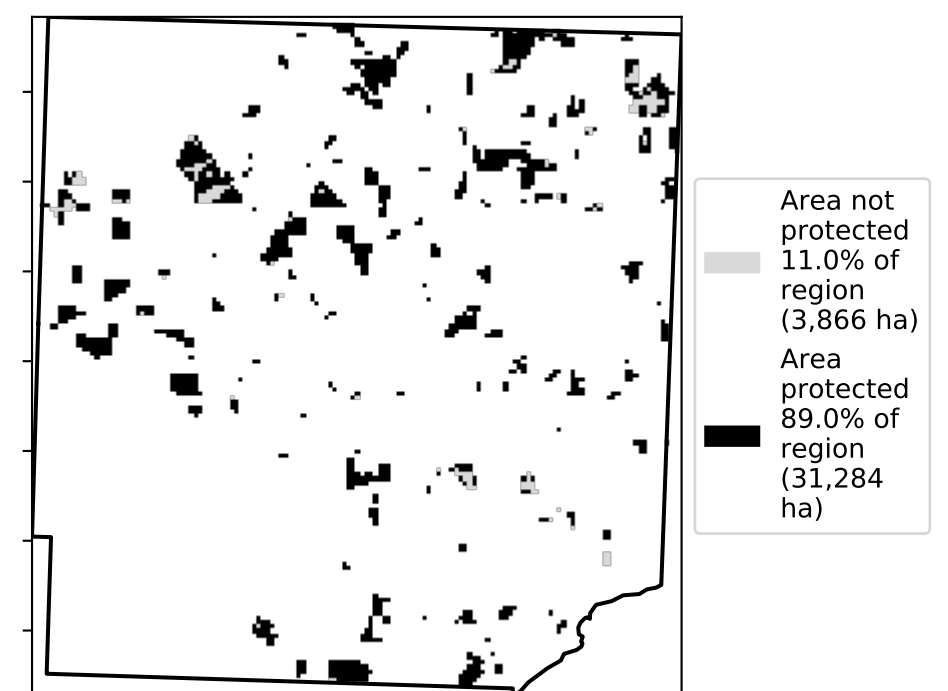 Area not
protected
11.0% of
region
(3,866 ha)
Area
protected
89.0% of
region
(31,284
ha)